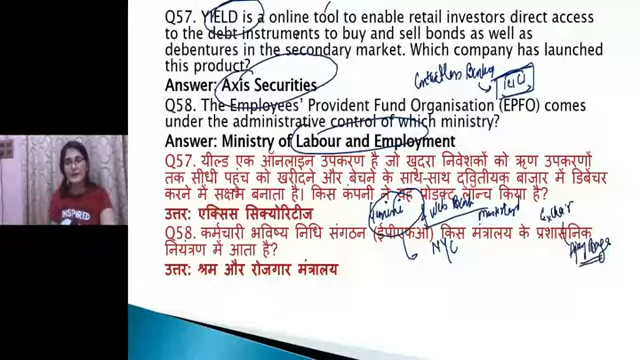 Q57. YIELD is a online tool to enable retail investors direct access
to the debt instruments to buy and sell bonds as well as
debentures in the secondary market. Which company has launched
this product?
Answer: Axis Securities
Q58. The Employees' Provident Fund Organisation (EPFO) comes
under the administrative control of which ministry?
Answer: Ministry of Labour and Employment
Q57. यील्ड एक ऑनलाइन उपकरण है जो खुदरा निवेशकों को ऋण उपकरणों
तक सीधी पहुंच को खरीदने और बेचने के साथ-साथ द्वितीयक बाजार में डिबेंचर
करने में सक्षम बनाता है। किस कंपनी ने यह प्रोडक्ट लॉन्च किया है?
उत्तर: एक्सिस सिक्योरिटीज
Q58. कर्मचारी भविष्य निधि संगठन (ईपीएफओ) किस मंत्रालय के प्रशासनिक
नियंत्रण में आता है?
NYC
उत्तर: श्रम और रोजगार मंत्रालय
INSPIRED